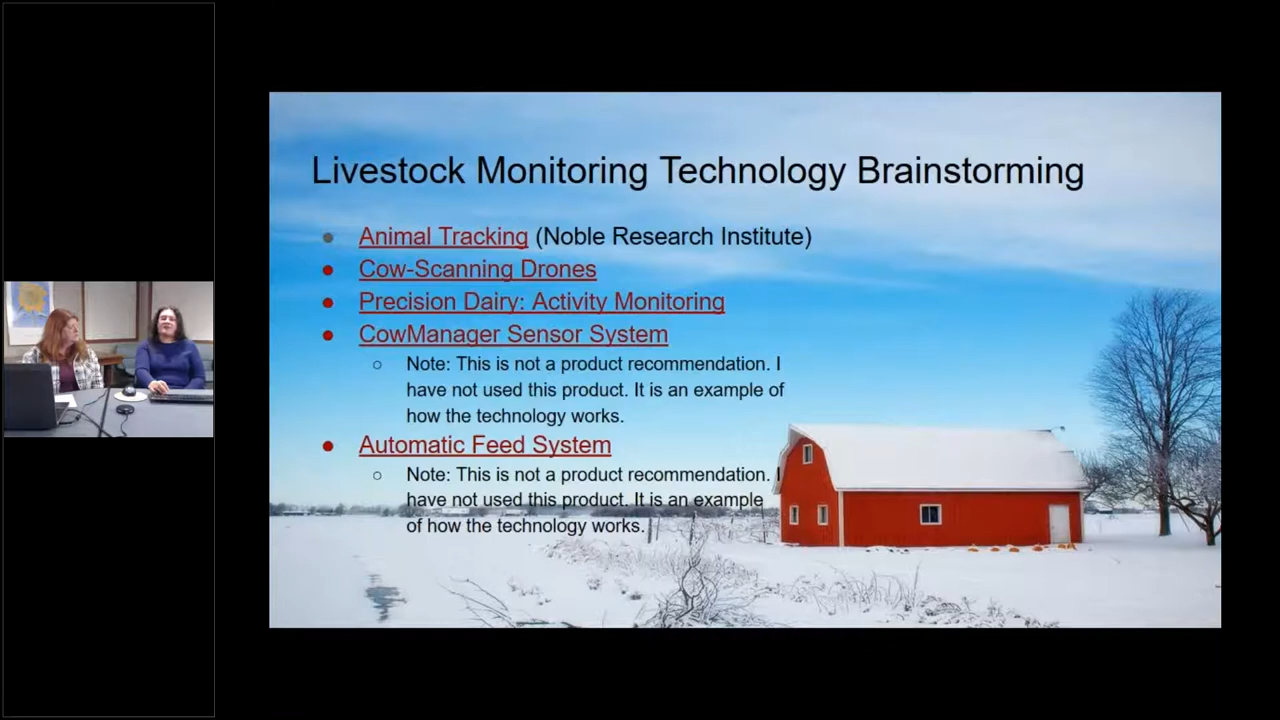 Livestock Monitoring Technology Brainstorming
Animal Tracking (Noble Research Institute)
Cow-Scanning Drones
Precision Dairy: Activity Monitoring
CowManager Sensor System
Note: This is not a product recommendation. I
have not used this product. It is an example of
how the technology works.
Automatic Feed System
Note: This is not a product recommendation. I
have not used this product. It is an example
of how the technology works.